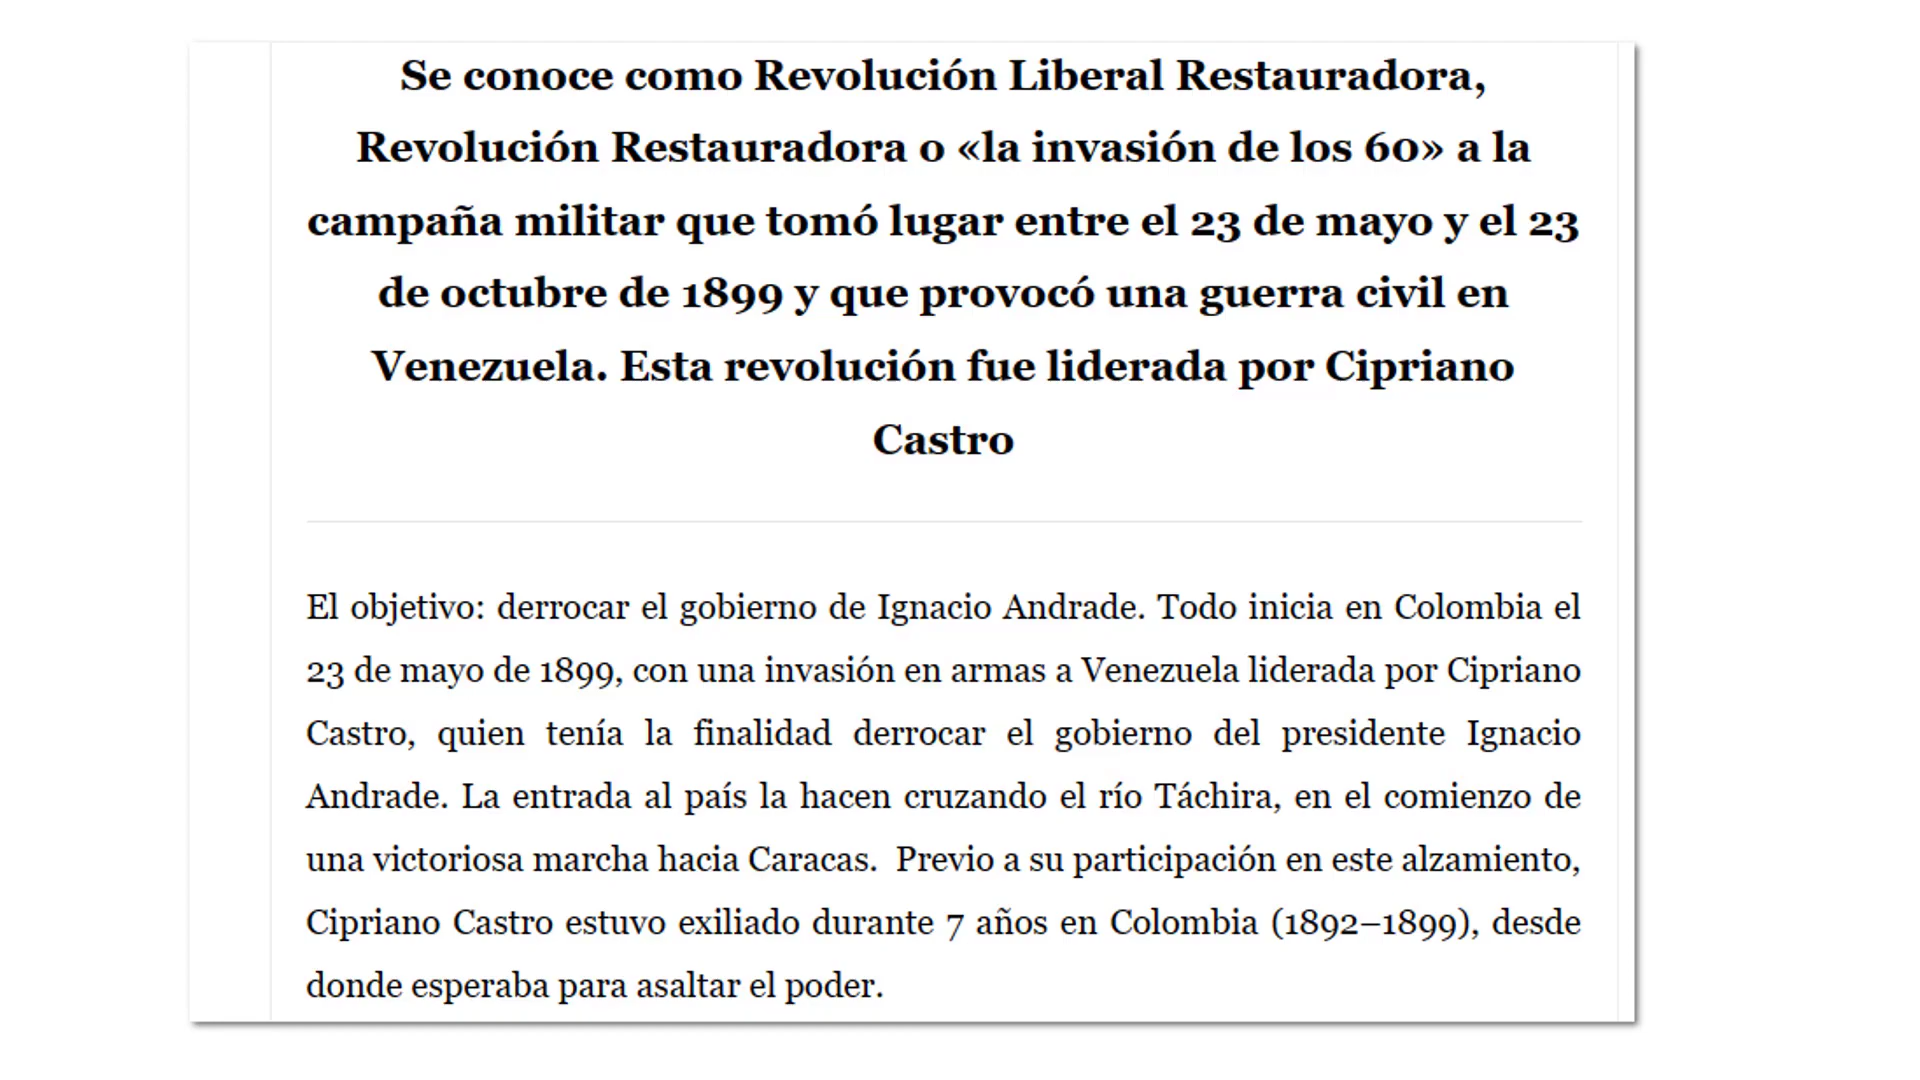 Se conoce como Revolución Liberal Restauradora,
Revolución Restauradora o «la invasión de los 60» a la
campaña militar que tomó lugar entre el 23 de mayo y el 23
de octubre de 1899 y que provocó una guerra civil en
Venezuela. Esta revolución fue liderada por Cipriano
Castro
El objetivo: derrocar el gobierno de Ignacio Andrade. Todo inicia en Colombia el
23 de mayo de 1899, con una invasión en armas a Venezuela liderada por Cipriano
Castro, quien tenía la finalidad derrocar el gobierno del presidente Ignacio
Andrade. La entrada al país la hacen cruzando el río Táchira, en el comienzo de
una victoriosa marcha hacia Caracas.  Previo a su participación en este alzamiento,
Cipriano Castro estuvo exiliado durante 7 años en Colombia (1892–1899), desde
donde esperaba para asaltar el poder.